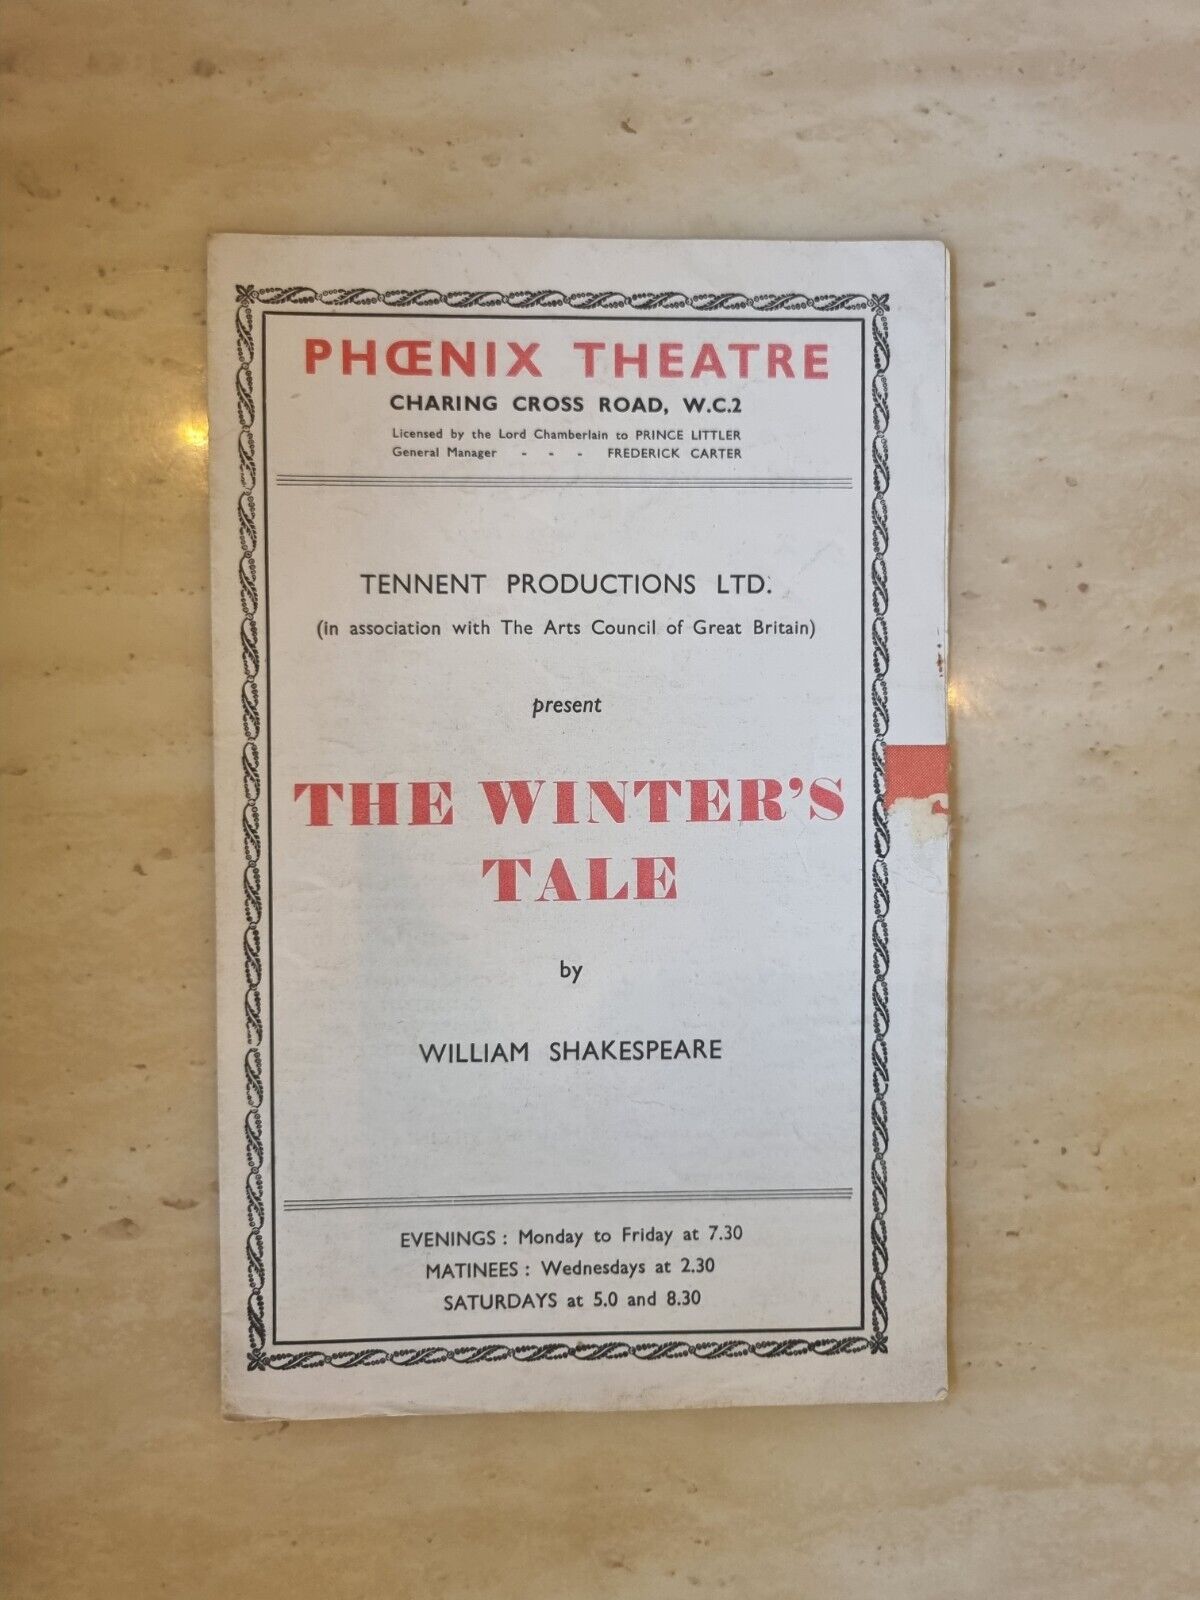 PHŒNIX THEATRE
CHARING CROSS ROAD, W.C.2
Licensed by the Lord Chamberlain to PRINCE LITTLER
General Manager - - - FREDERICK CARTER
TENNENT PRODUCTIONS LTD.
(in association with The Arts Council of Great Britain)
present
THE WINTER'S
TALE
by
WILLIAM SHAKESPEARE
EVENINGS : Monday to Friday at 7.30
MATINEES : Wednesdays at 2.30
SATURDAYS at 5.0 and 8.30